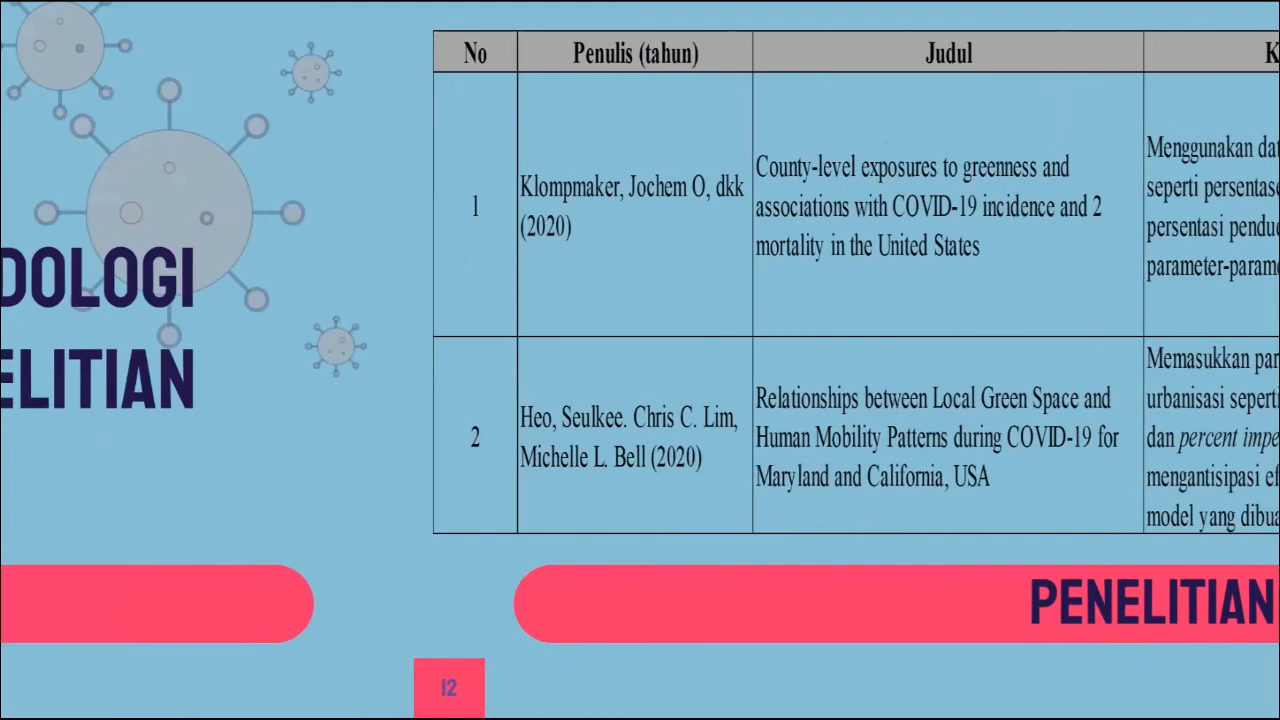 DOLOGI
ELITIAN
No Penulis (tahun) Judul K
1
Klompmaker, Jochem O, dkk
(2020)
County-level exposures to greenness and
associations with COVID-19 incidence and 2
mortality in the United States
Menggunakan dat
seperti persentase
persentasi pendud
parameter-parame
2
Heo, Seulkee. Chris C. Lim,
Michelle L. Bell (2020)
Relationships between Local Green Space and
Human Mobility Patterns during COVID-19 for
Maryland and California, USA
Memasukkan par
urbanisasi seperti
dan percent impe
mengantisipasi ef
model yang dibua
PENELITIAN
12